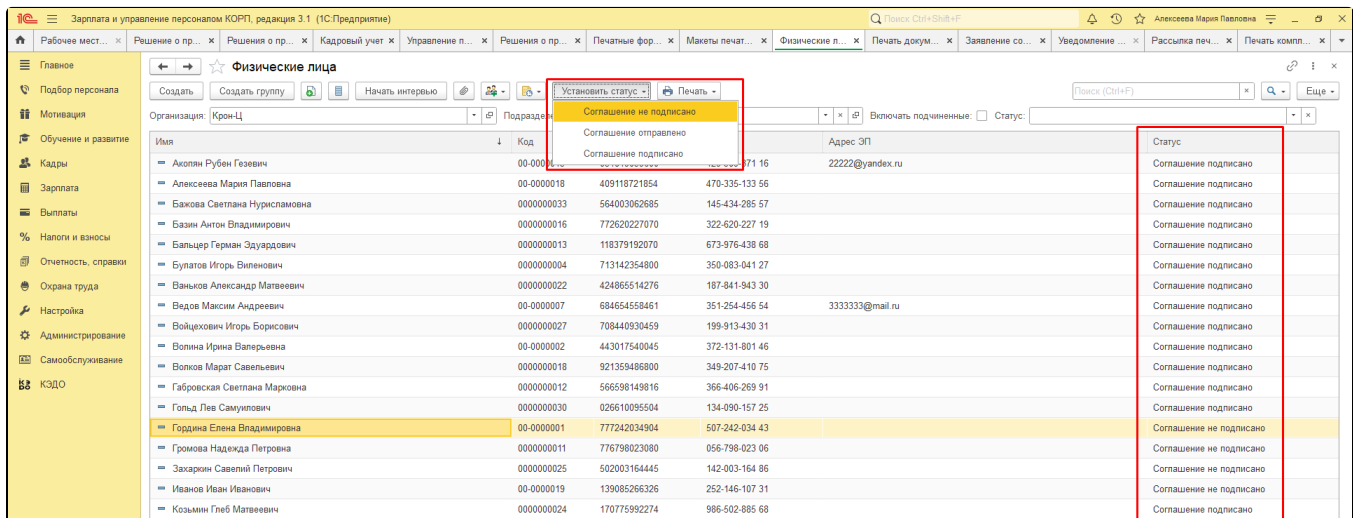 1С Зарплата и управление персоналом КОРП, редакция 3.1 (1С:Предприятие) Поиск Ctrl+Shift+F Алексеева Мария Павловна
Рабочее мест... Решение о пр... Решения о пр... Кадровый учет Управление п... Решения о пр... Печатные фор... Макеты печат... Физические л... Печать докум... Заявление со... Уведомление ... Рассылка печ... Печать компл...
Главное
Подбор персонала
Мотивация
Обучение и развитие
Кадры
Зарплата
Выплаты
Налоги и взносы
Отчетность, справки
Охрана труда
Настройка
Администрирование
Самообслуживание
КЭДО
Физические лица
Создать Создать группу Начать интервью Установить статус Печать Поиск (Ctrl+F) Еще
Организация: Крон-Ц Подразде Включать подчиненные: Статус:
Соглашение не подписано
Соглашение отправлено
Соглашение подписано
Имя Код Адрес ЭП Статус
Акопян Рубен Гезевич 22222@yandex.ru Соглашение подписано
Алексеева Мария Павловна 00-0000018 409118721854 470-335-133 56 Соглашение подписано
Бажова Светлана Нурисламовна 0000000033 564003062685 145-434-285 57 Соглашение подписано
Базин Антон Владимирович 0000000016 772620227070 322-620-227 19 Соглашение подписано
Бальцер Герман Эдуардович 0000000013 118379192070 673-976-438 68 Соглашение подписано
Булатов Игорь Виленович 0000000004 713142354800 350-083-041 27 Соглашение подписано
Ваньков Александр Матвеевич 0000000022 424865514276 187-841-943 30 Соглашение подписано
Ведов Максим Андреевич 00-0000007 684654558461 351-254-456 54 3333333@mail.ru Соглашение подписано
Войцехович Игорь Борисович 0000000027 708440930459 199-913-430 31 Соглашение подписано
Волина Ирина Валерьевна 00-0000002 443017540045 372-131-801 46 Соглашение подписано
Волков Марат Савельевич 0000000018 921359486800 349-207-410 75 Соглашение подписано
Габровская Светлана Марковна 0000000012 566598149816 366-406-269 91 Соглашение подписано
Гольд Лев Самуилович 0000000030 026610095504 134-090-157 25 Соглашение подписано
Гордина Елена Владимировна 00-0000001 777242034904 507-242-034 43 Соглашение не подписано
Громова Надежда Петровна 0000000011 776798023080 056-798-023 06 Соглашение не подписано
Захаркин Савелий Петрович 0000000025 502003164445 142-003-164 86 Соглашение не подписано
Иванов Иван Иванович 00-0000019 139085266326 252-146-107 31 Соглашение не подписано
Козьмин Глеб Матвеевич 0000000024 170775992274 986-502-885 68 Соглашение подписано